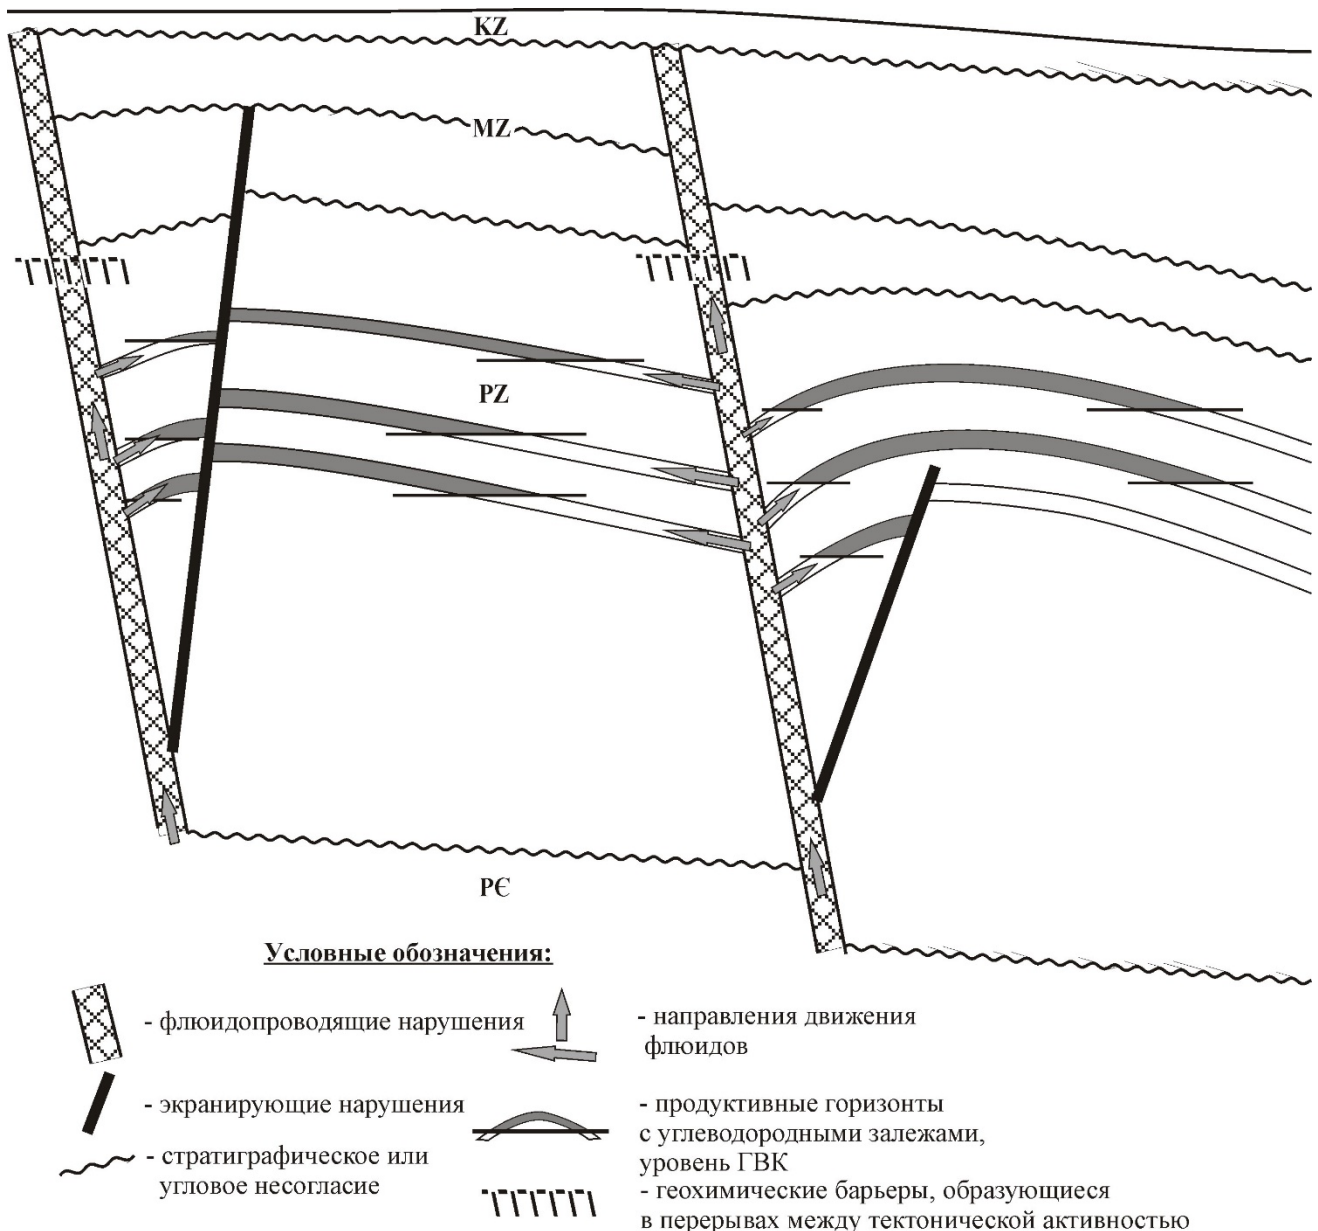 KZ
MZ
PZ
PЄ
Условные обозначения:
- флюидопроводящие нарушения
- направления движения
флюидов
- экранирующие нарушения
- продуктивные горизонты
с углеводородными залежами,
уровень ГВК
- стратиграфическое или
угловое несогласие
- геохимические барьеры, образующиеся
в перерывах между тектонической активностью